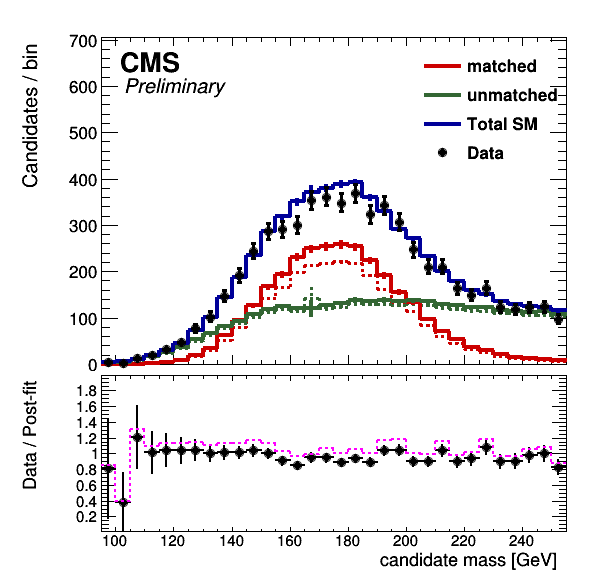 CMS
Preliminary
matched
unmatched
Total SM
Data
Candidates / bin
700
600
500
400
300
200
100
0
Data / Post-fit
1.8
1.6
1.4
1.2
1
0.8
0.6
0.4
0.2
100 120 140 160 180 200 220 240
candidate mass [GeV]